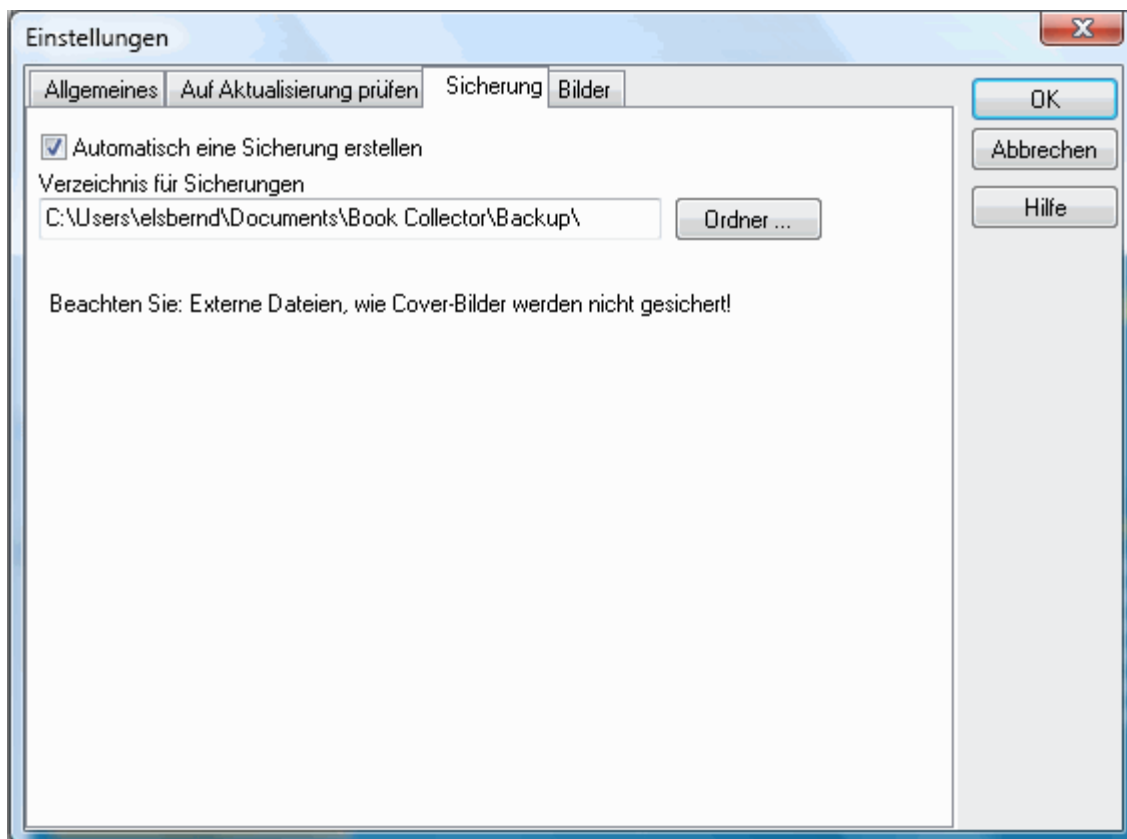 Einstellungen
Allgemeines Auf Aktualisierung prüfen Sicherung Bilder
OK
Automatisch eine Sicherung erstellen
Abbrechen
Verzeichnis für Sicherungen
C:\Users\elsbernd\Documents\Book Collector\Backup\ Ordner ...
Hilfe
Beachten Sie: Externe Dateien, wie Cover-Bilder werden nicht gesichert!